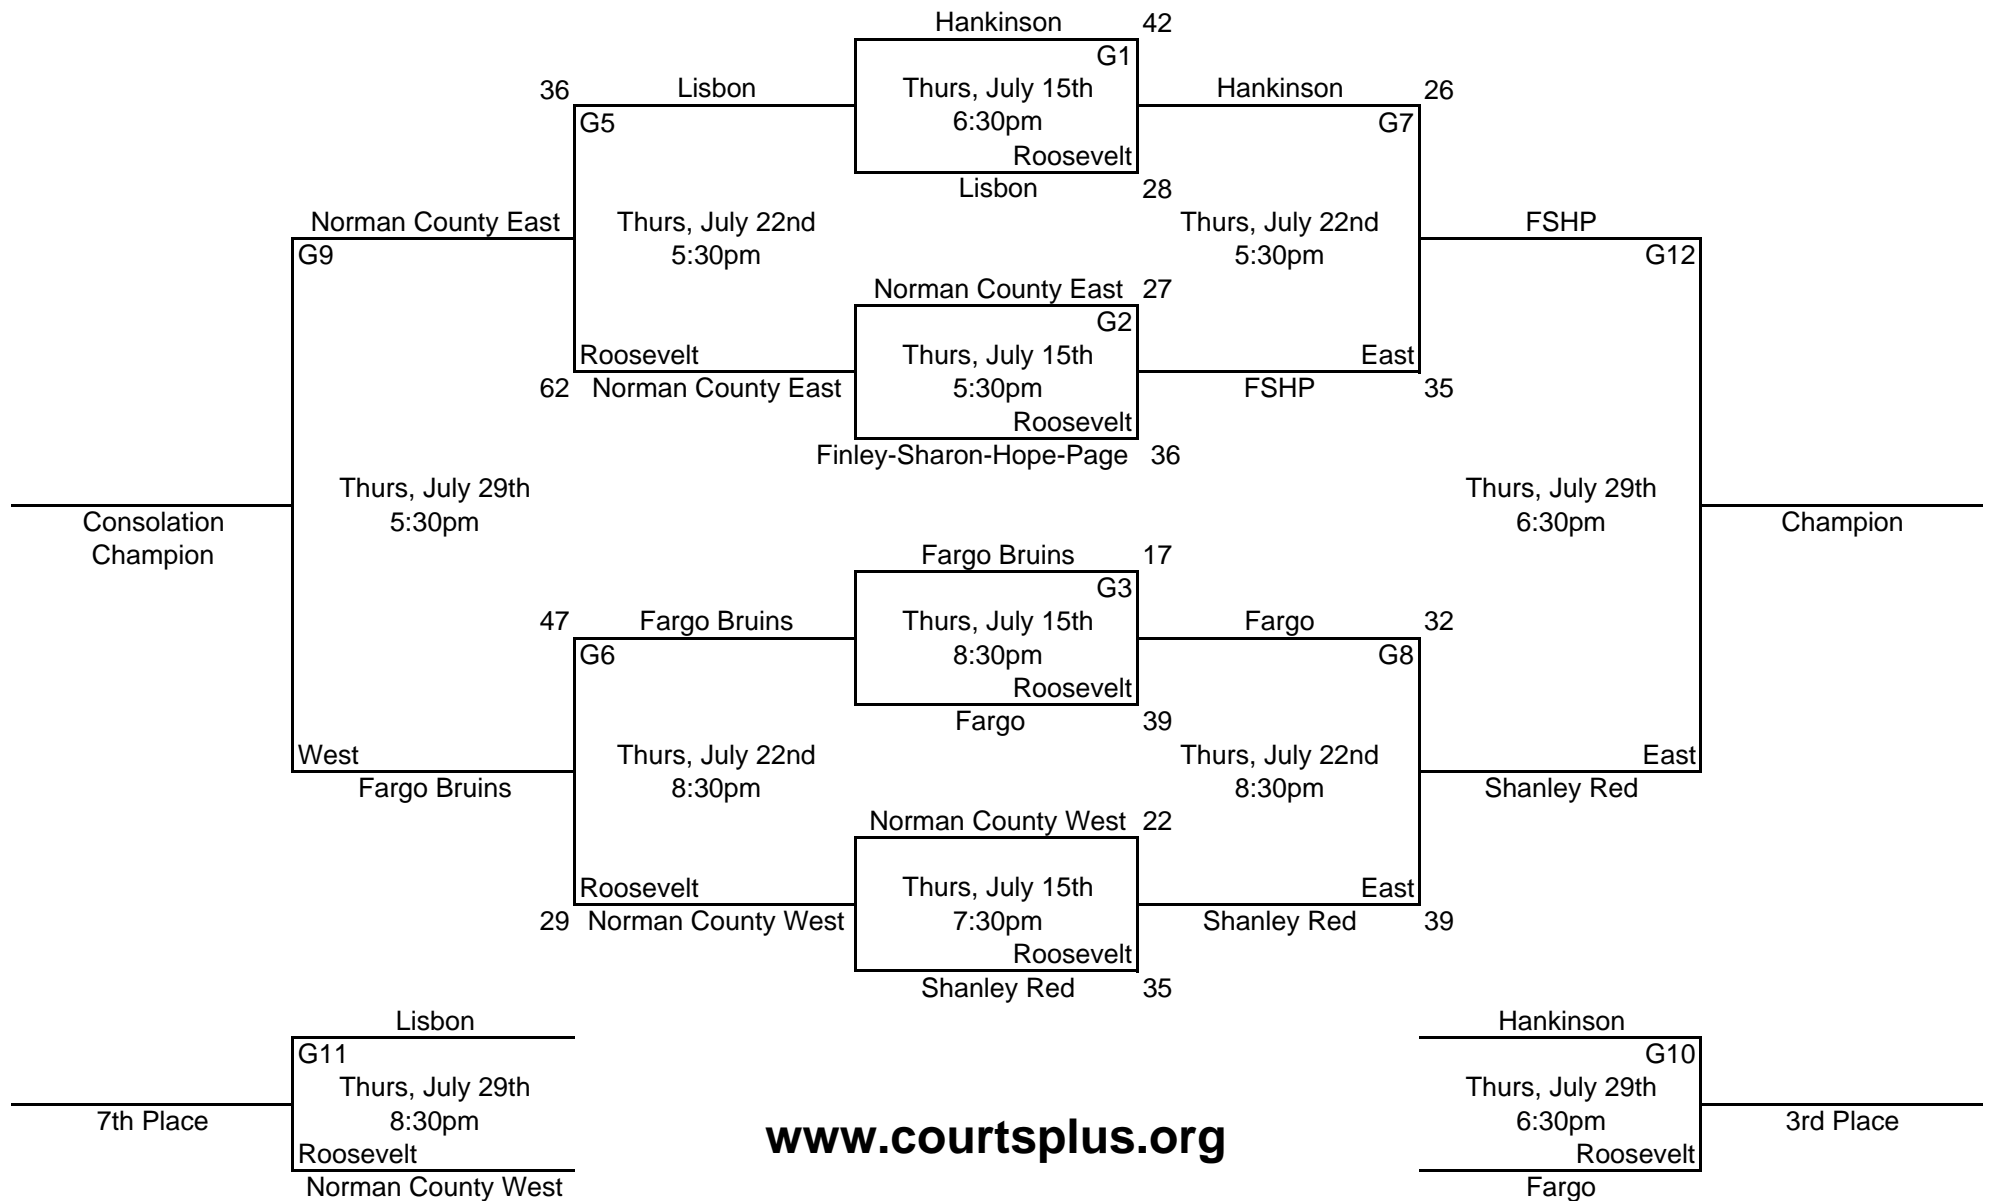 Hankinson 42
G1
36 Lisbon Thurs, July 15th Hankinson 26
G5 6:30pm G7
Roosevelt
Lisbon 28
Norman County East Thurs, July 22nd Thurs, July 22nd FSHP
G9 5:30pm 5:30pm G12
Norman County East 27
G2
Roosevelt Thurs, July 15th East
62 Norman County East 5:30pm FSHP 35
Roosevelt
Finley-Sharon-Hope-Page 36
Thurs, July 29th Thurs, July 29th
Consolation 5:30pm 6:30pm Champion
Champion Fargo Bruins 17
G3
47 Fargo Bruins Thurs, July 15th Fargo 32
G6 8:30pm G8
Roosevelt
Fargo 39
West Thurs, July 22nd Thurs, July 22nd East
Fargo Bruins 8:30pm 8:30pm Shanley Red
Norman County West 22
Roosevelt Thurs, July 15th East
29 Norman County West 7:30pm Shanley Red 39
Roosevelt
Shanley Red 35
Lisbon Hankinson
G11 G10
Thurs, July 29th Thurs, July 29th
7th Place 8:30pm www.courtsplus.org 6:30pm 3rd Place
Roosevelt Roosevelt
Norman County West Fargo